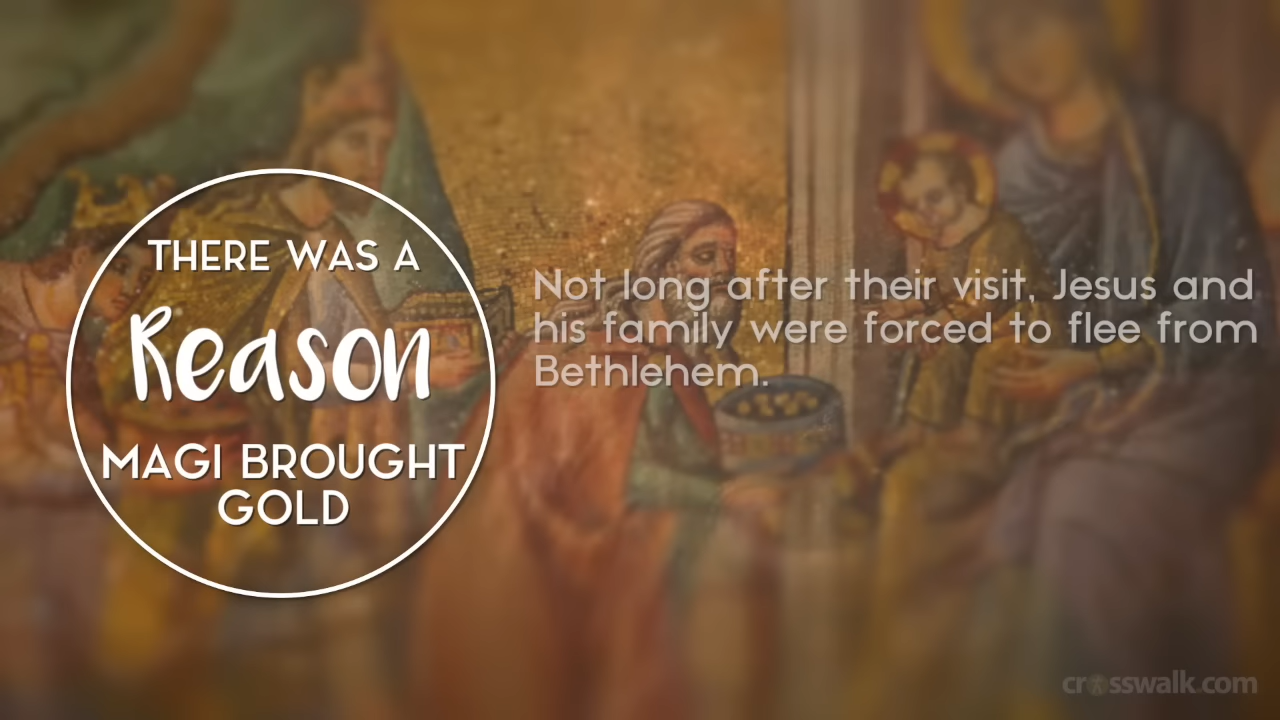 THERE WAS A
Reason
MAGI BROUGHT
GOLD
Not long after their visit, Jesus and
his family were forced to flee from
Bethlehem.
crosswalk.com